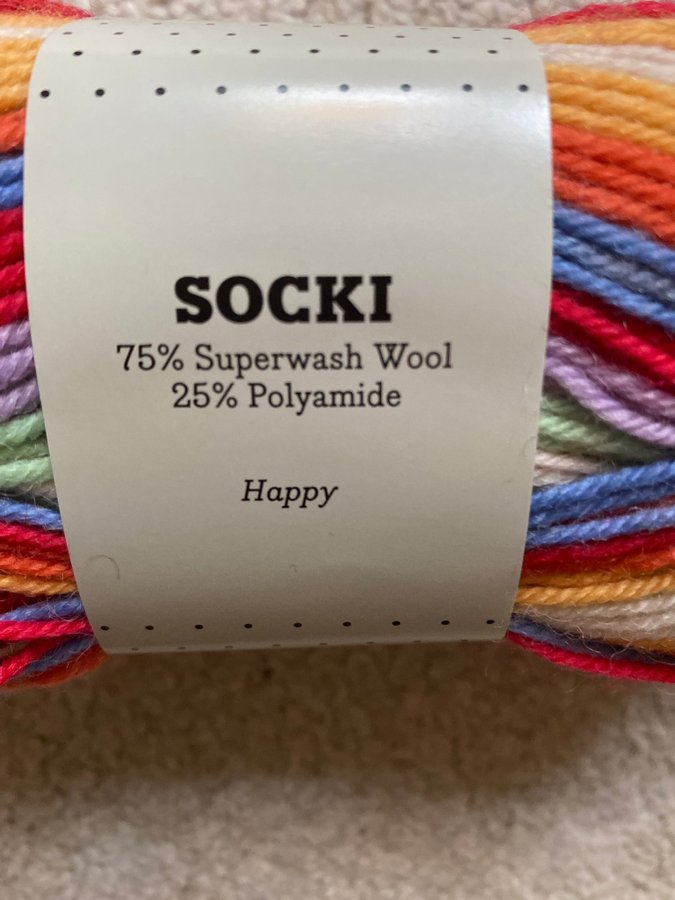 SOCKI
75% Superwash Wool
25% Polyamide
Happy